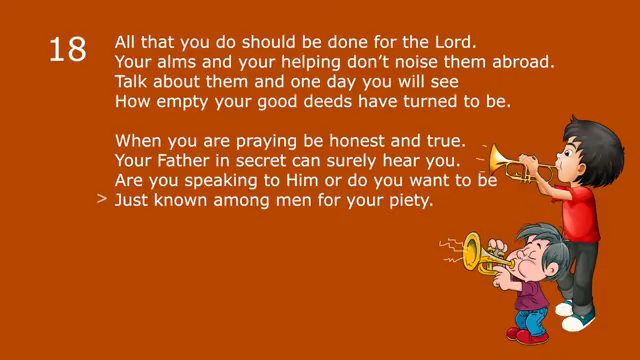 18
All that you do should be done for the Lord.
Your alms and your helping don’t noise them abroad.
Talk about them and one day you will see
How empty your good deeds have turned to be.
When you are praying be honest and true.
Your Father in secret can surely hear you.
Are you speaking to Him or do you want to be
> Just known among men for your piety.